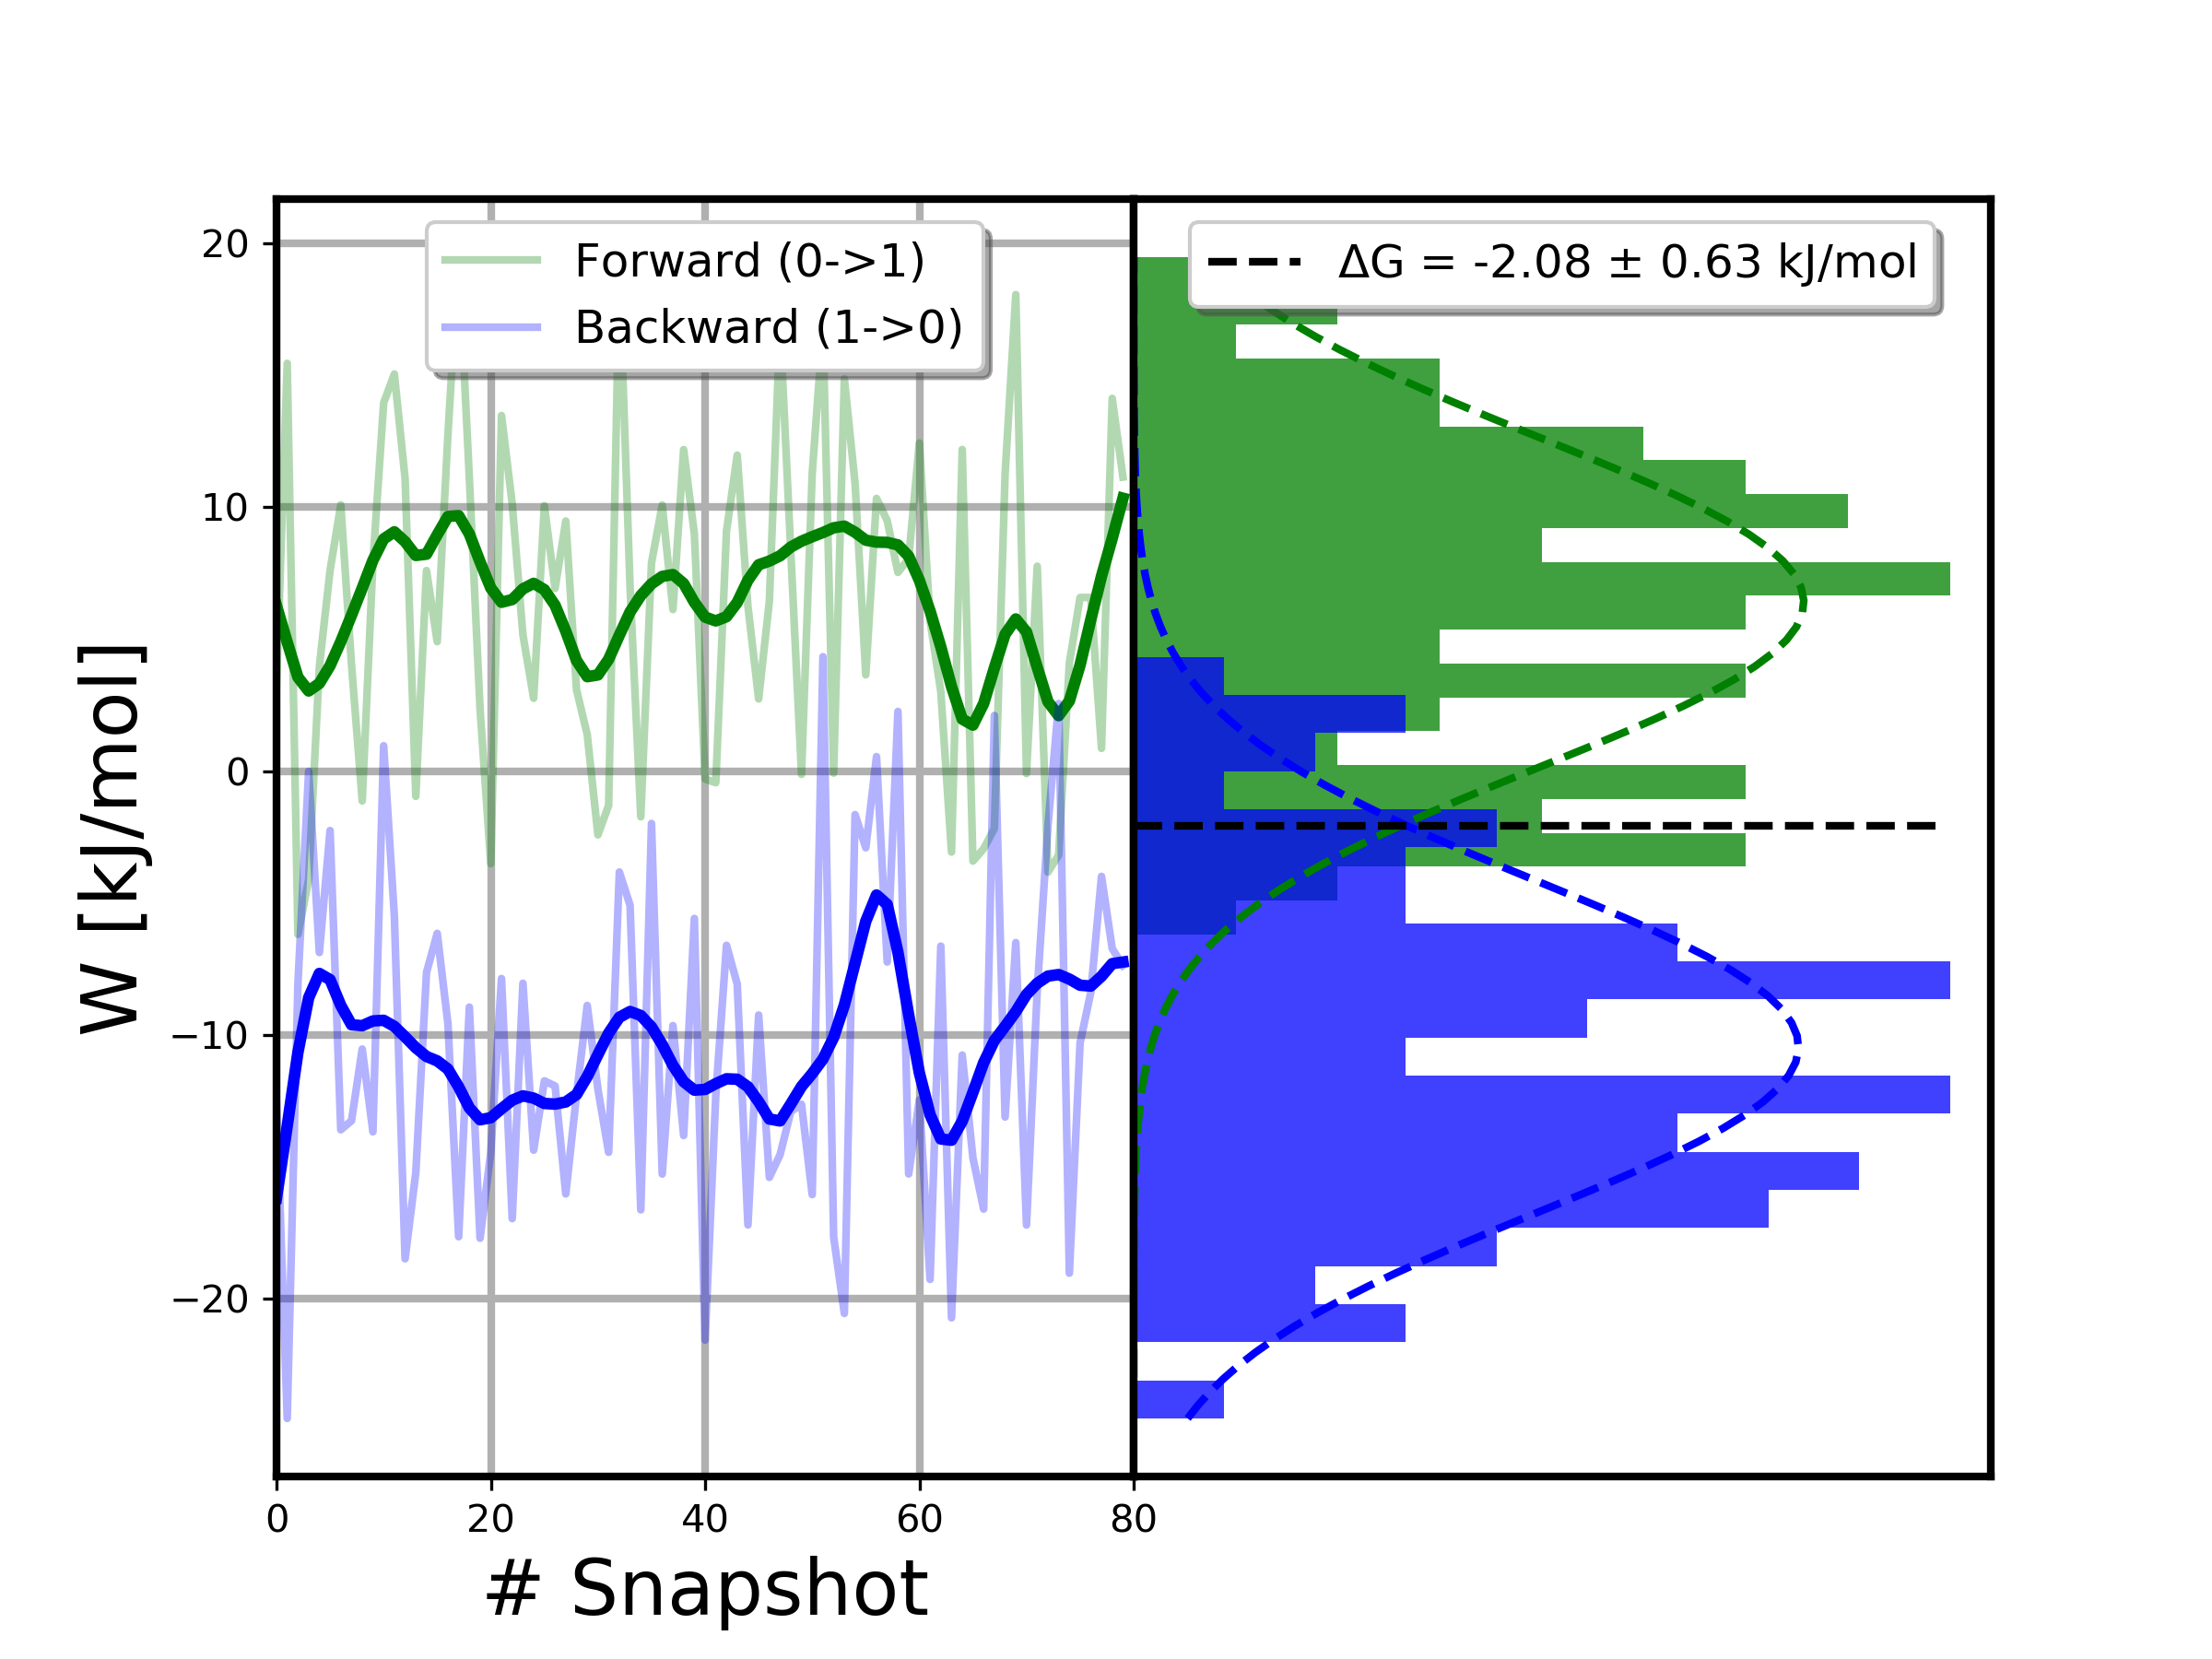 Forward (0->1)
Backward (1->0)
ΔG = -2.08 ± 0.63 kJ/mol
W [kJ/mol]
20
10
0
−10
−20
0 20 40 60 80
# Snapshot